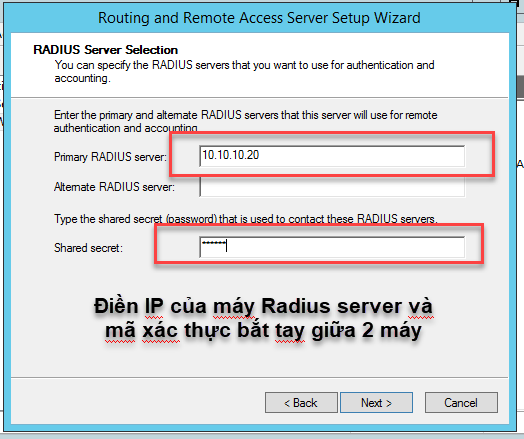 Routing and Remote Access Server Setup Wizard
RADIUS Server Selection
You can specify the RADIUS servers that you want to use for authentication and
accounting.
Enter the primary and alternate RADIUS servers that this server will use for remote
authentication and accounting.
Primary RADIUS server:
10.10.10.20
Alternate RADIUS server:
Type the shared secret (password) that is used to contact these RADIUS servers.
Shared secret:
******
Điền IP của máy Radius server và
mã xác thực bắt tay giữa 2 máy
< Back
Next >
Cancel